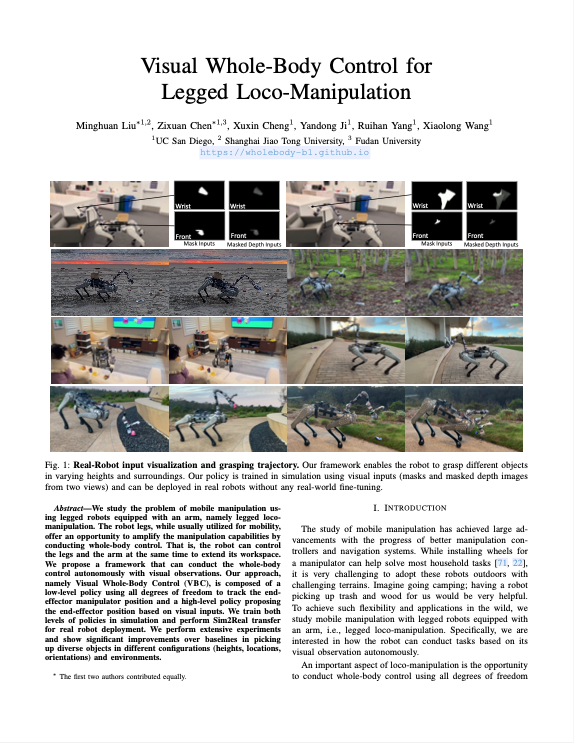 Visual Whole-Body Control for
Legged Loco-Manipulation
Minghuan Liu*1,2, Zixuan Chen*1,3, Xuxin Cheng1, Yandong Ji1, Ruihan Yang1, Xiaolong Wang1
1UC San Diego, 2 Shanghai Jiao Tong University, 3 Fudan University
https://wholebody-b1.github.io
Wrist
Wrist
Front
Front
Mask Inputs
Masked Depth Inputs
Wrist
Wrist
Front
Front
Mask Inputs
Masked Depth Inputs
Fig. 1: Real-Robot input visualization and grasping trajectory. Our framework enables the robot to grasp different objects
in varying heights and surroundings. Our policy is trained in simulation using visual inputs (masks and masked depth images
from two views) and can be deployed in real robots without any real-world fine-tuning.
Abstract—We study the problem of mobile manipulation us-
ing legged robots equipped with an arm, namely legged loco-
manipulation. The robot legs, while usually utilized for mobility,
offer an opportunity to amplify the manipulation capabilities by
conducting whole-body control. That is, the robot can control
the legs and the arm at the same time to extend its workspace.
We propose a framework that can conduct the whole-body
control autonomously with visual observations. Our approach,
namely Visual Whole-Body Control (VBC), is composed of a
low-level policy using all degrees of freedom to track the end-
effector manipulator position and a high-level policy proposing
the end-effector position based on visual inputs. We train both
levels of policies in simulation and perform Sim2Real transfer
for real robot deployment. We perform extensive experiments
and show significant improvements over baselines in picking
up diverse objects in different configurations (heights, locations,
orientations) and environments.
* The first two authors contributed equally.
I. INTRODUCTION
The study of mobile manipulation has achieved large ad-
vancements with the progress of better manipulation con-
trollers and navigation systems. While installing wheels for
a manipulator can help solve most household tasks [71, 22],
it is very challenging to adopt these robots outdoors with
challenging terrains. Imagine going camping; having a robot
picking up trash and wood for us would be very helpful.
To achieve such flexibility and applications in the wild, we
study mobile manipulation with legged robots equipped with
an arm, i.e., legged loco-manipulation. Specifically, we are
interested in how the robot can conduct tasks based on its
visual observation autonomously.
An important aspect of loco-manipulation is the opportunity
to conduct whole-body control using all degrees of freedom